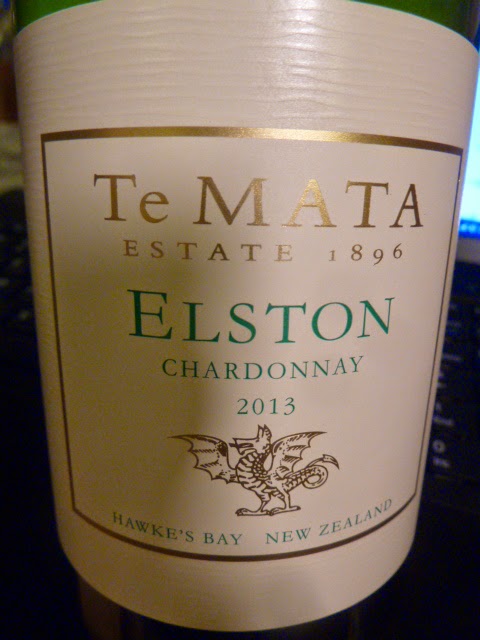 Te MATA
ESTATE 1896
ELSTON
CHARDONNAY
2013
HAWKE'S BAY NEW ZEALAND